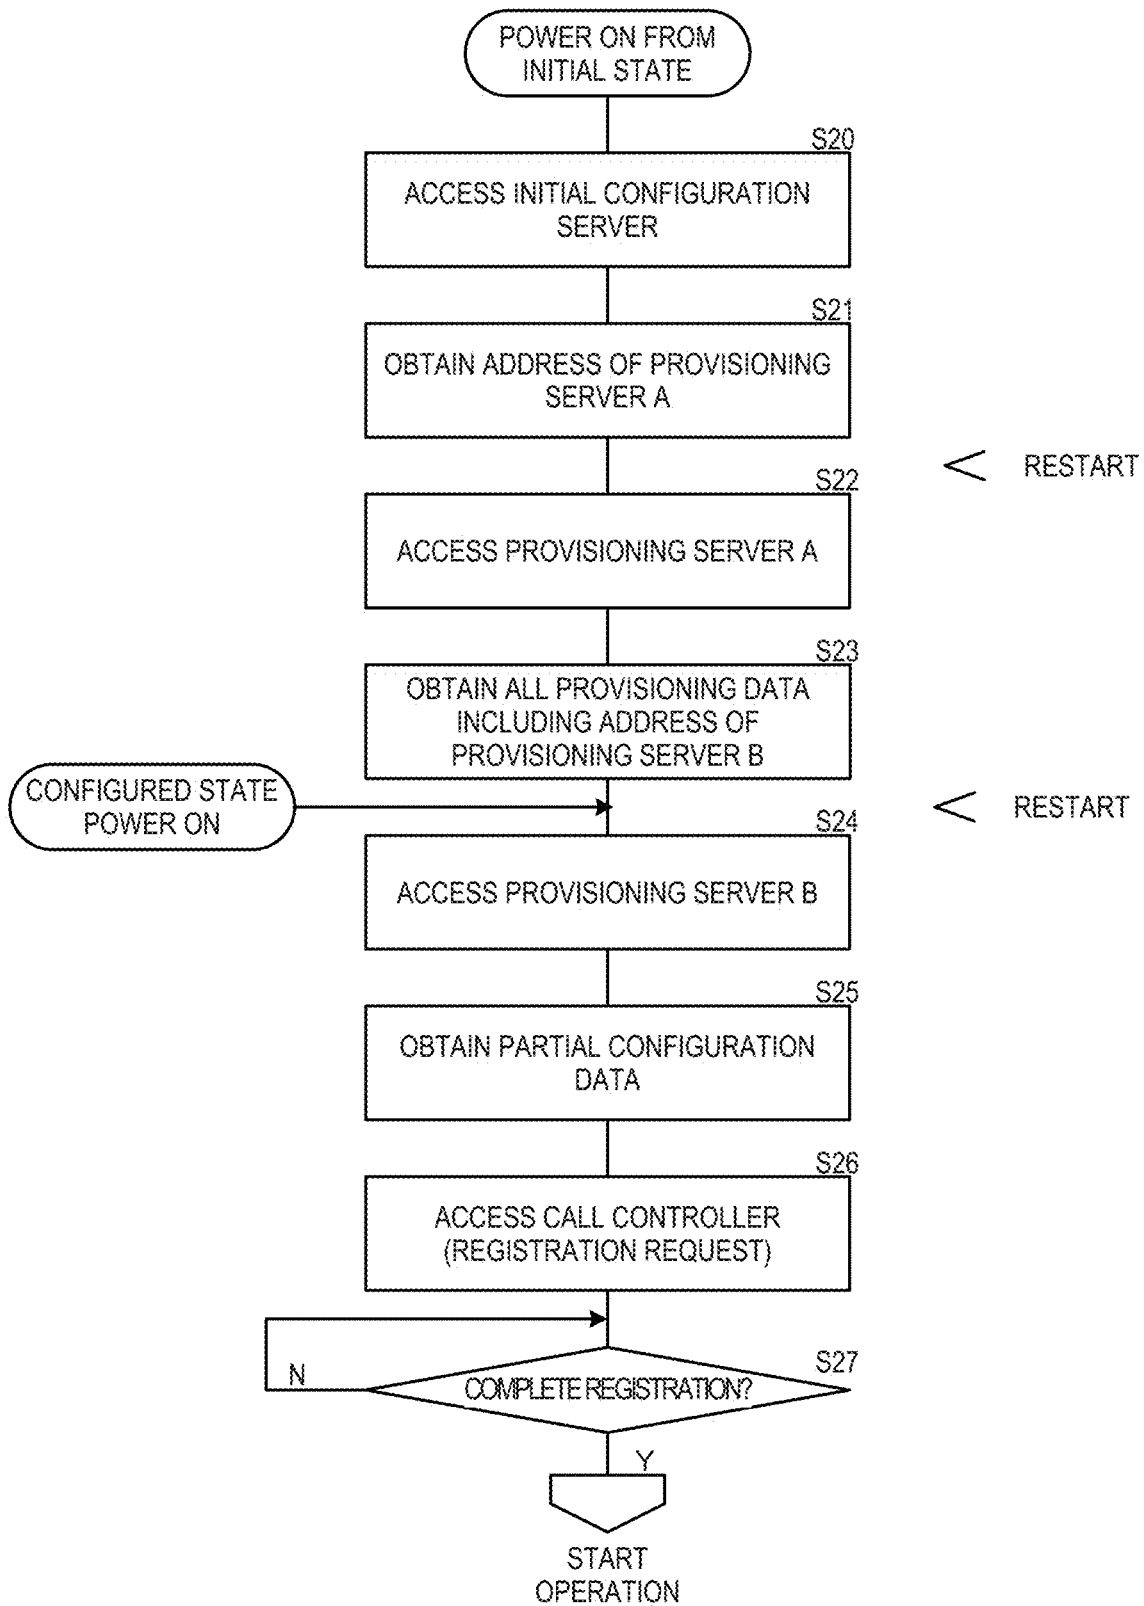 POWER ON FROM
INITIAL STATE
S20
ACCESS INITIAL CONFIGURATION
SERVER
S21
OBTAIN ADDRESS OF PROVISIONING
SERVER A
RESTART
S22
ACCESS PROVISIONING SERVER A
S23
OBTAIN ALL PROVISIONING DATA
INCLUDING ADDRESS OF
PROVISIONING SERVER B
CONFIGURED STATE
POWER ON
RESTART
S24
ACCESS PROVISIONING SERVER B
S25
OBTAIN PARTIAL CONFIGURATION
DATA
S26
ACCESS CALL CONTROLLER
(REGISTRATION REQUEST)
S27
N
COMPLETE REGISTRATION?
Y
START
OPERATION